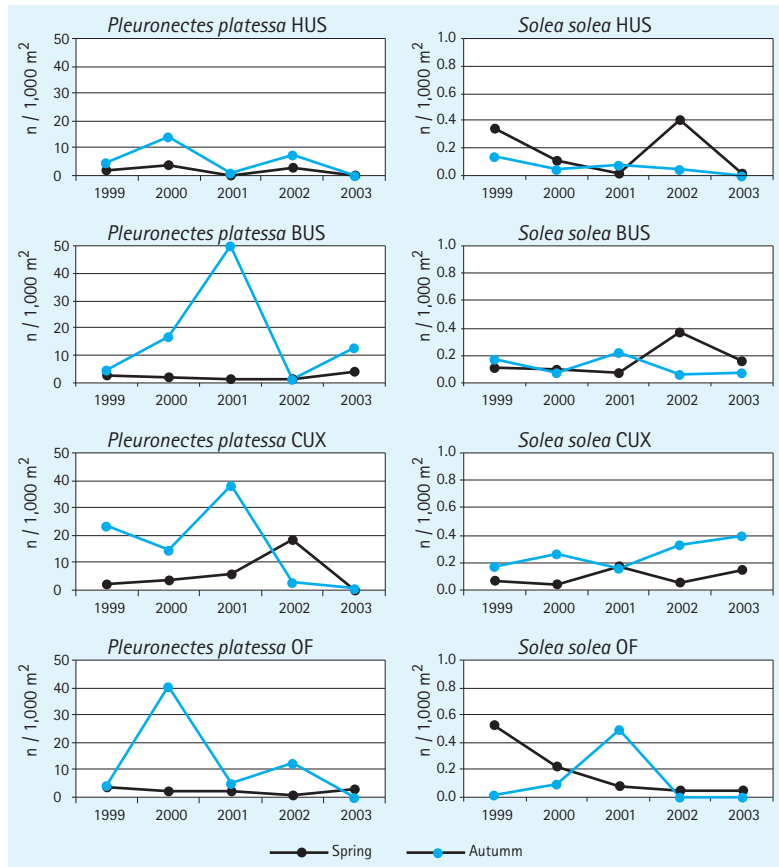 Pleuronectes platessa HUS
n / 1,000 m²
50
40
30
20
10
0
1999 2000 2001 2002 2003
Solea solea HUS
n / 1,000 m²
1.0
0.8
0.6
0.4
0.2
0.0
1999 2000 2001 2002 2003
Pleuronectes platessa BUS
n / 1,000 m²
50
40
30
20
10
0
1999 2000 2001 2002 2003
Solea solea BUS
n / 1,000 m²
1.0
0.8
0.6
0.4
0.2
0.0
1999 2000 2001 2002 2003
Pleuronectes platessa CUX
n / 1,000 m²
50
40
30
20
10
0
1999 2000 2001 2002 2003
Solea solea CUX
n / 1,000 m²
1.0
0.8
0.6
0.4
0.2
0.0
1999 2000 2001 2002 2003
Pleuronectes platessa OF
n / 1,000 m²
50
40
30
20
10
0
1999 2000 2001 2002 2003
Solea solea OF
n / 1,000 m²
1.0
0.8
0.6
0.4
0.2
0.0
1999 2000 2001 2002 2003
Spring Autumm